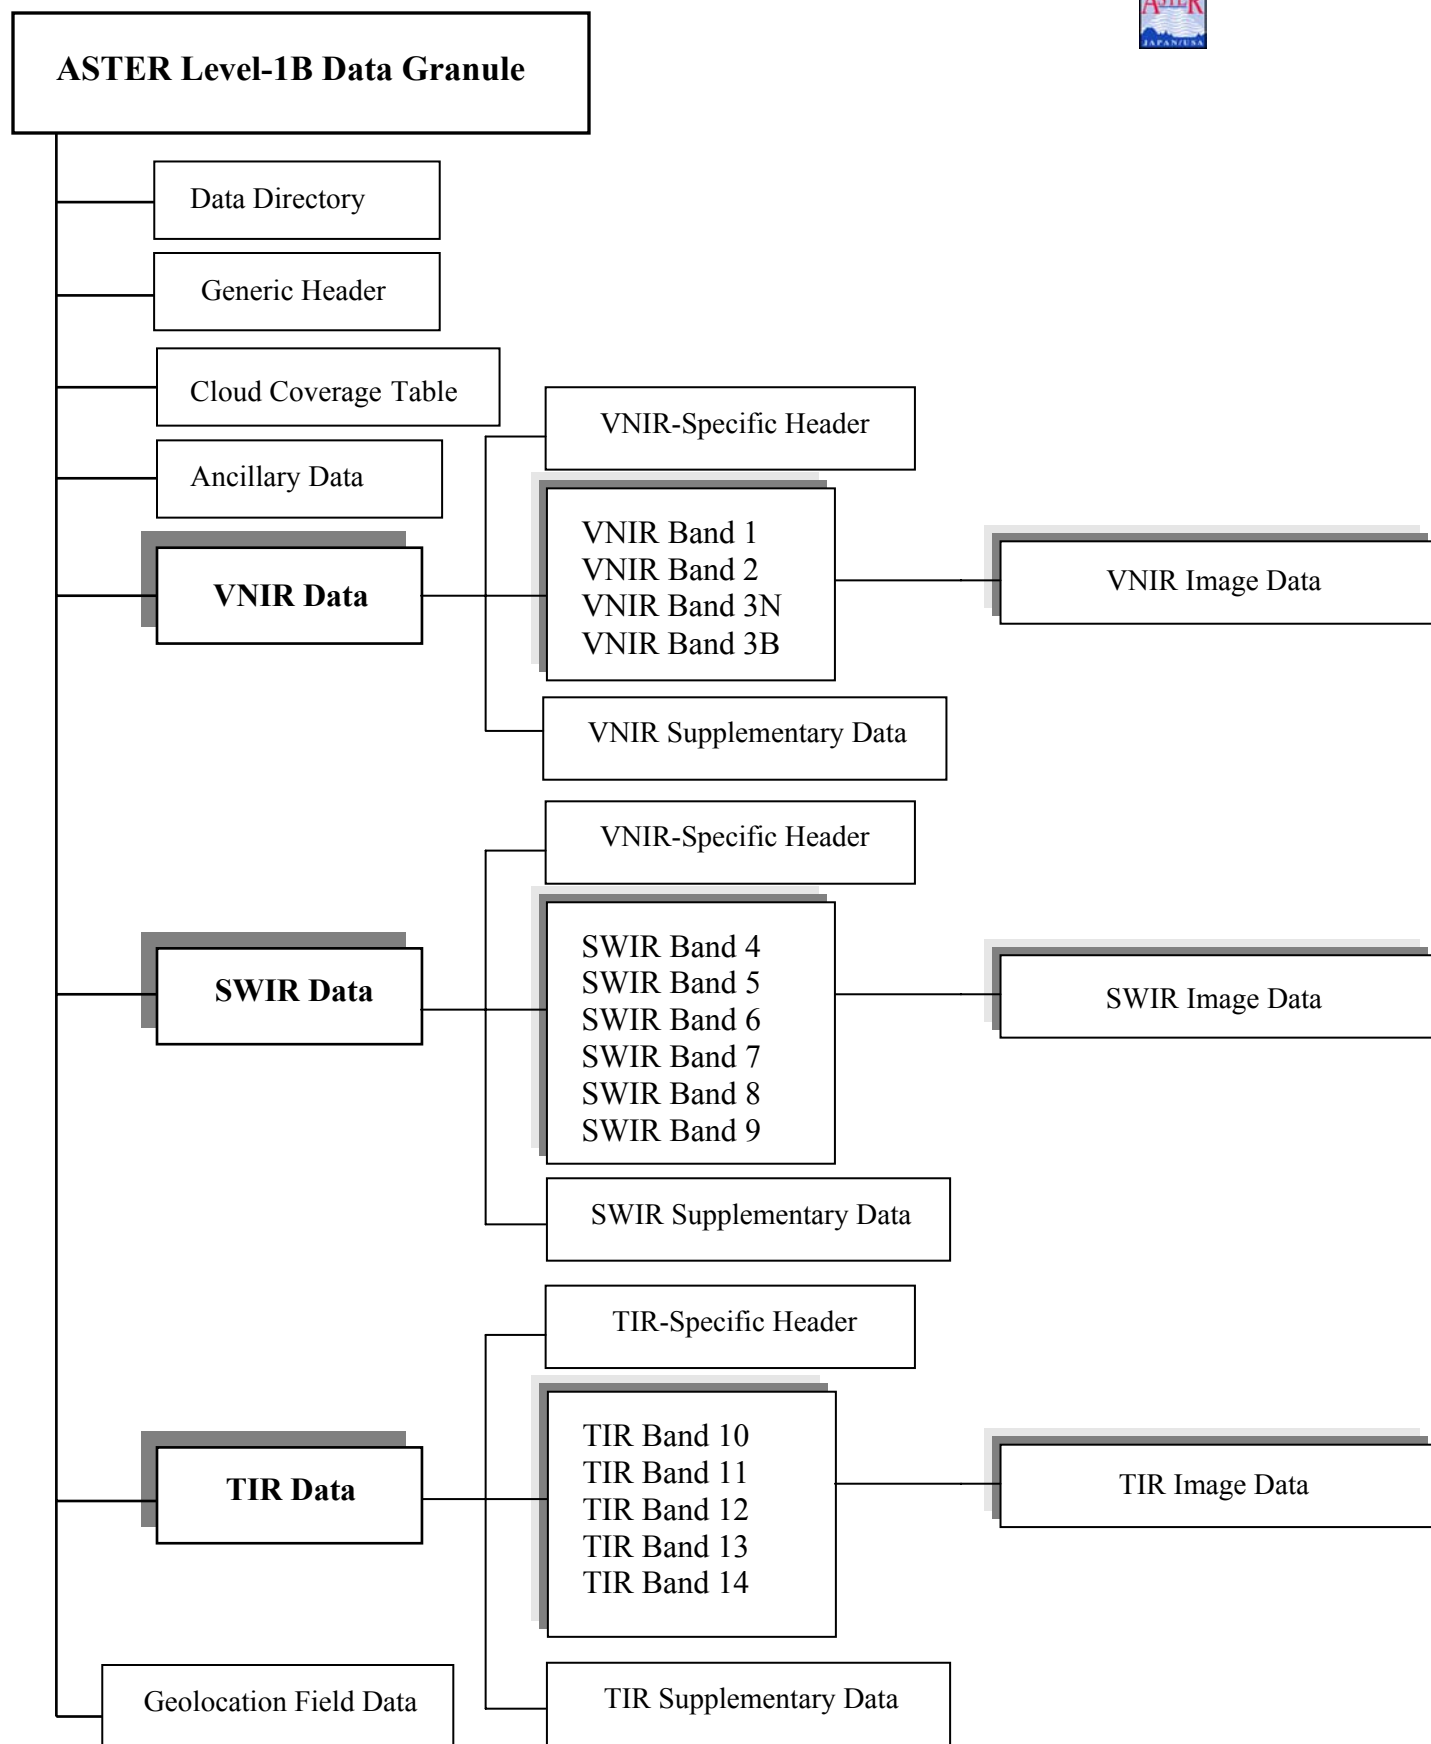 ASTER
JAPAN/USA
ASTER Level-1B Data Granule
Data Directory
Generic Header
Cloud Coverage Table
Ancillary Data
VNIR Data
VNIR-Specific Header
VNIR Band 1
VNIR Band 2
VNIR Band 3N
VNIR Band 3B
VNIR Image Data
VNIR Supplementary Data
SWIR Data
VNIR-Specific Header
SWIR Band 4
SWIR Band 5
SWIR Band 6
SWIR Band 7
SWIR Band 8
SWIR Band 9
SWIR Image Data
SWIR Supplementary Data
TIR Data
TIR-Specific Header
TIR Band 10
TIR Band 11
TIR Band 12
TIR Band 13
TIR Band 14
TIR Image Data
TIR Supplementary Data
Geolocation Field Data